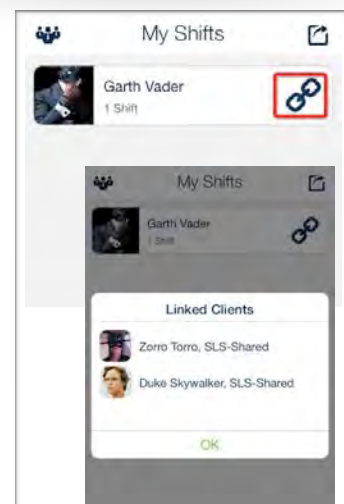 My Shifts
Garth Vader
1 Shift
My Shifts
Garth Vader
1 Shift
Linked Clients
Zorro Torro, SLS-Shared
Duke Skywalker, SLS-Shared
OK